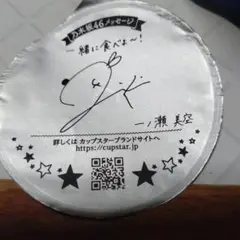 乃木坂46メッセージ
一緒に食べよ〜!
一ノ瀬 美空
詳しくは カップスターブランドサイトへ
https://cupstar.jp